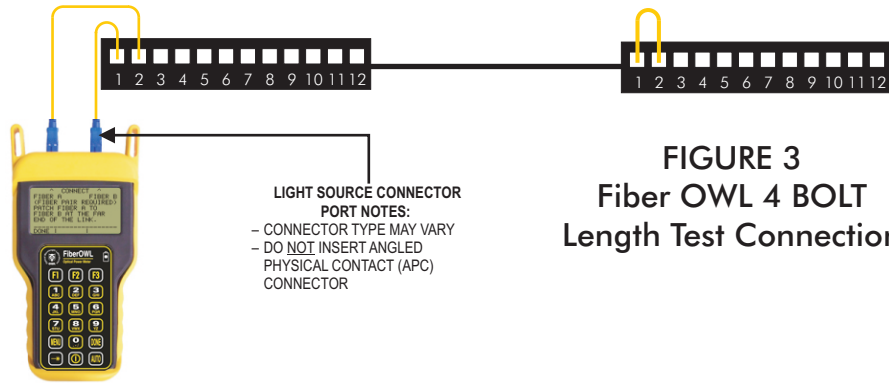 1 2 3 4 5 6 7 8 9 10 11 12
1 2 3 4 5 6 7 8 9 10 11 12
^ CONNECT ^
FIBER A FIBER B
(FIBER PAIR REQUIRED)
PATCH FIBER A TO
FIBER B AT THE FAR
END OF THE LINK.
DONE
FiberOWL
Optical Power Meter
F1 F2 F3
1 2 3
4 5 6
7 8 9
MENU 0 DONE
AUTO
LIGHT SOURCE CONNECTOR
PORT NOTES:
– CONNECTOR TYPE MAY VARY
– DO NOT INSERT ANGLED
PHYSICAL CONTACT (APC)
CONNECTOR
FIGURE 3
Fiber OWL 4 BOLT
Length Test Connection